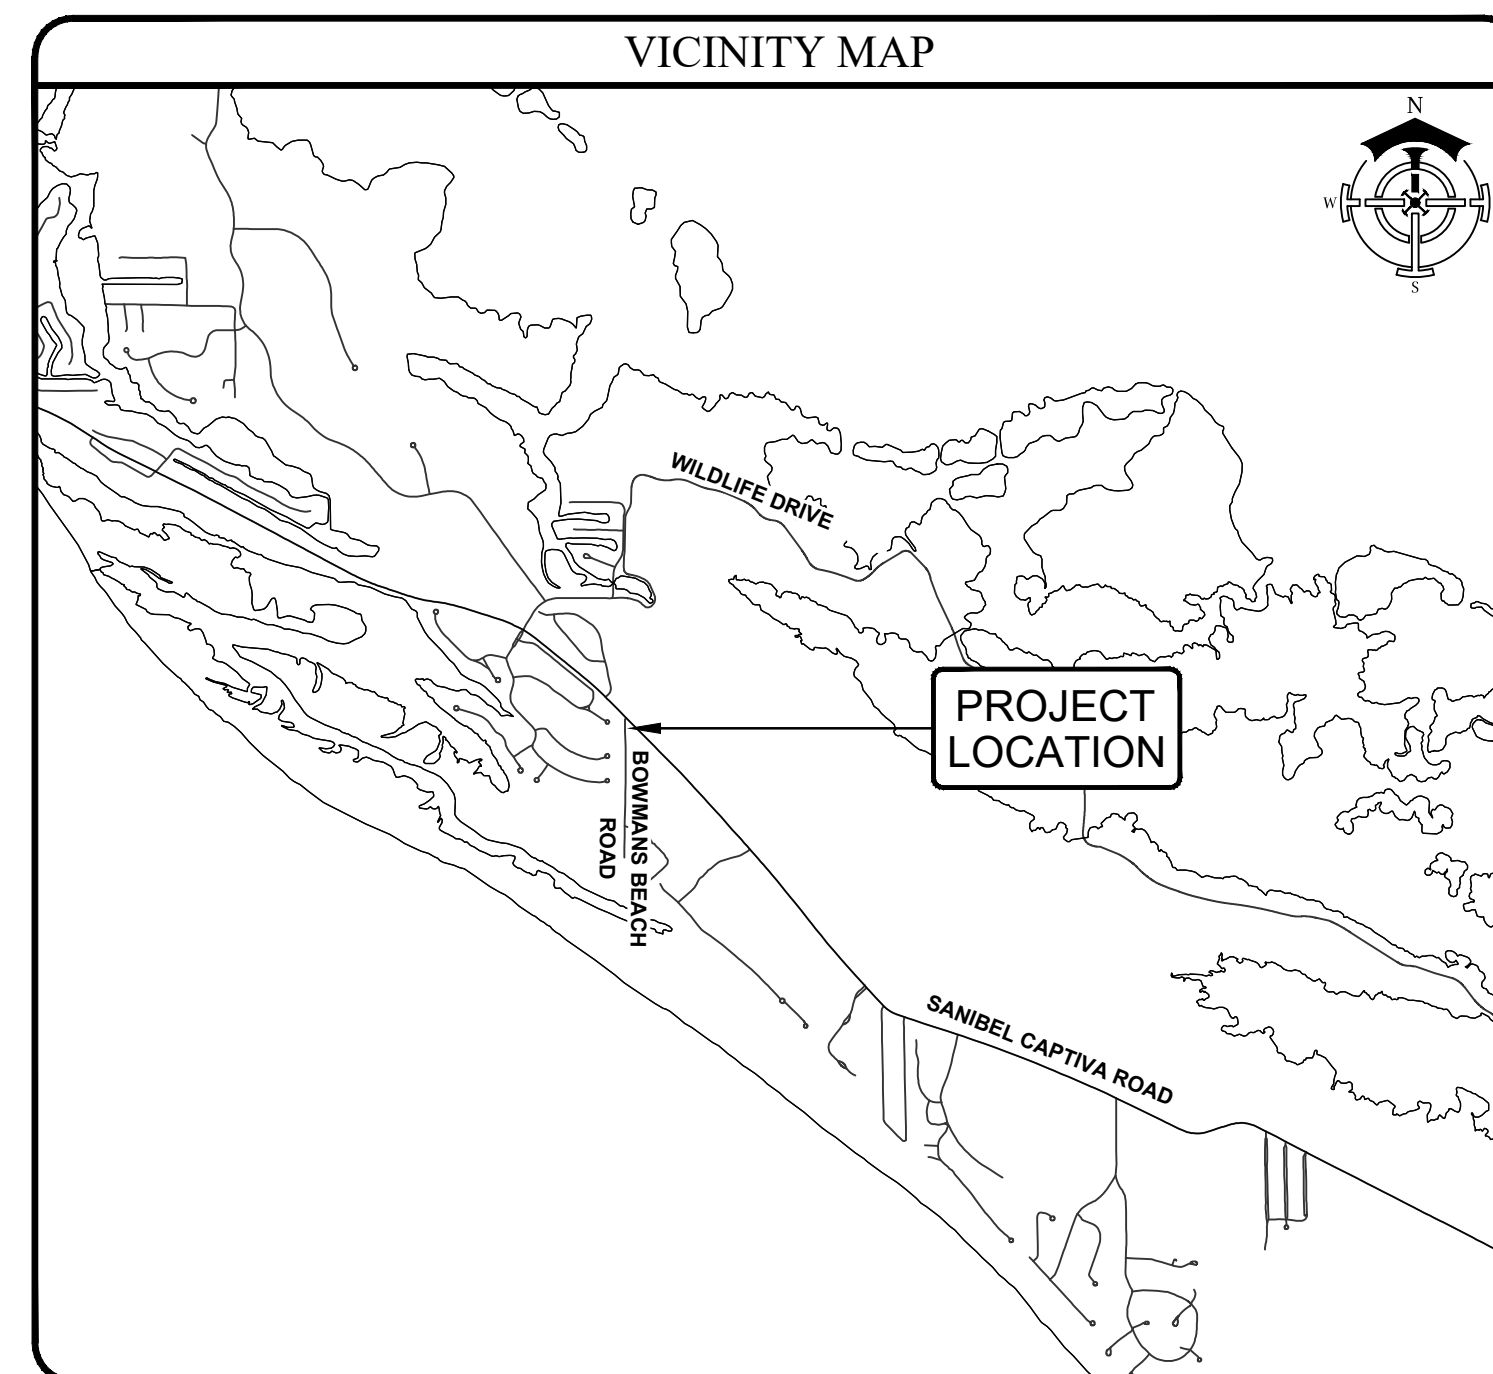 VICINITY MAP
N
W
S
WILDLIFE DRIVE
PROJECT
LOCATION
BOWMANS BEACH
ROAD
SANIBEL CAPTIVA ROAD